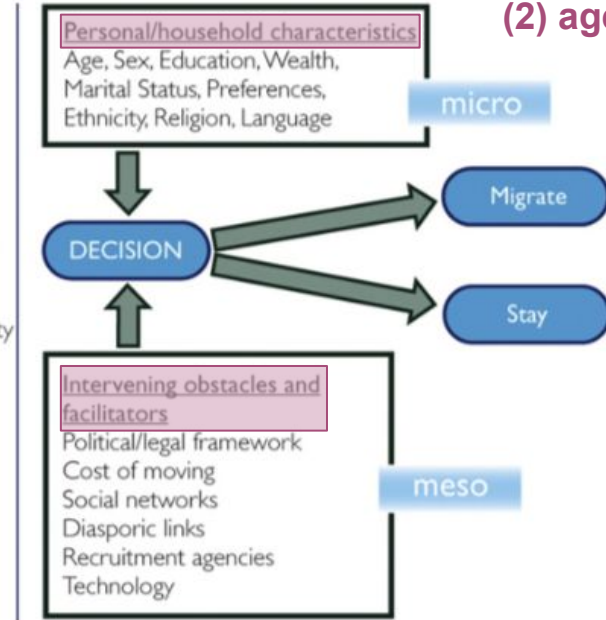 (2) age
Personal/household characteristics
Age, Sex, Education, Wealth,
Marital Status, Preferences,
Ethnicity, Religion, Language
micro
Migrate
DECISION
Stay
ty
Intervening obstacles and
facilitators
Political/legal framework
Cost of moving
Social networks
Diasporic links
Recruitment agencies
Technology
meso